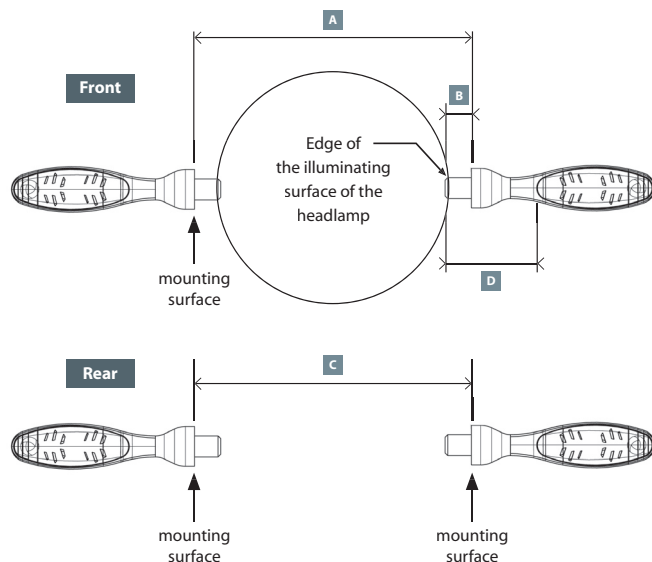 A
Front
B
Edge of
the illuminating
surface of the
headlamp
D
mounting
surface
Rear
C
mounting
surface
mounting
surface